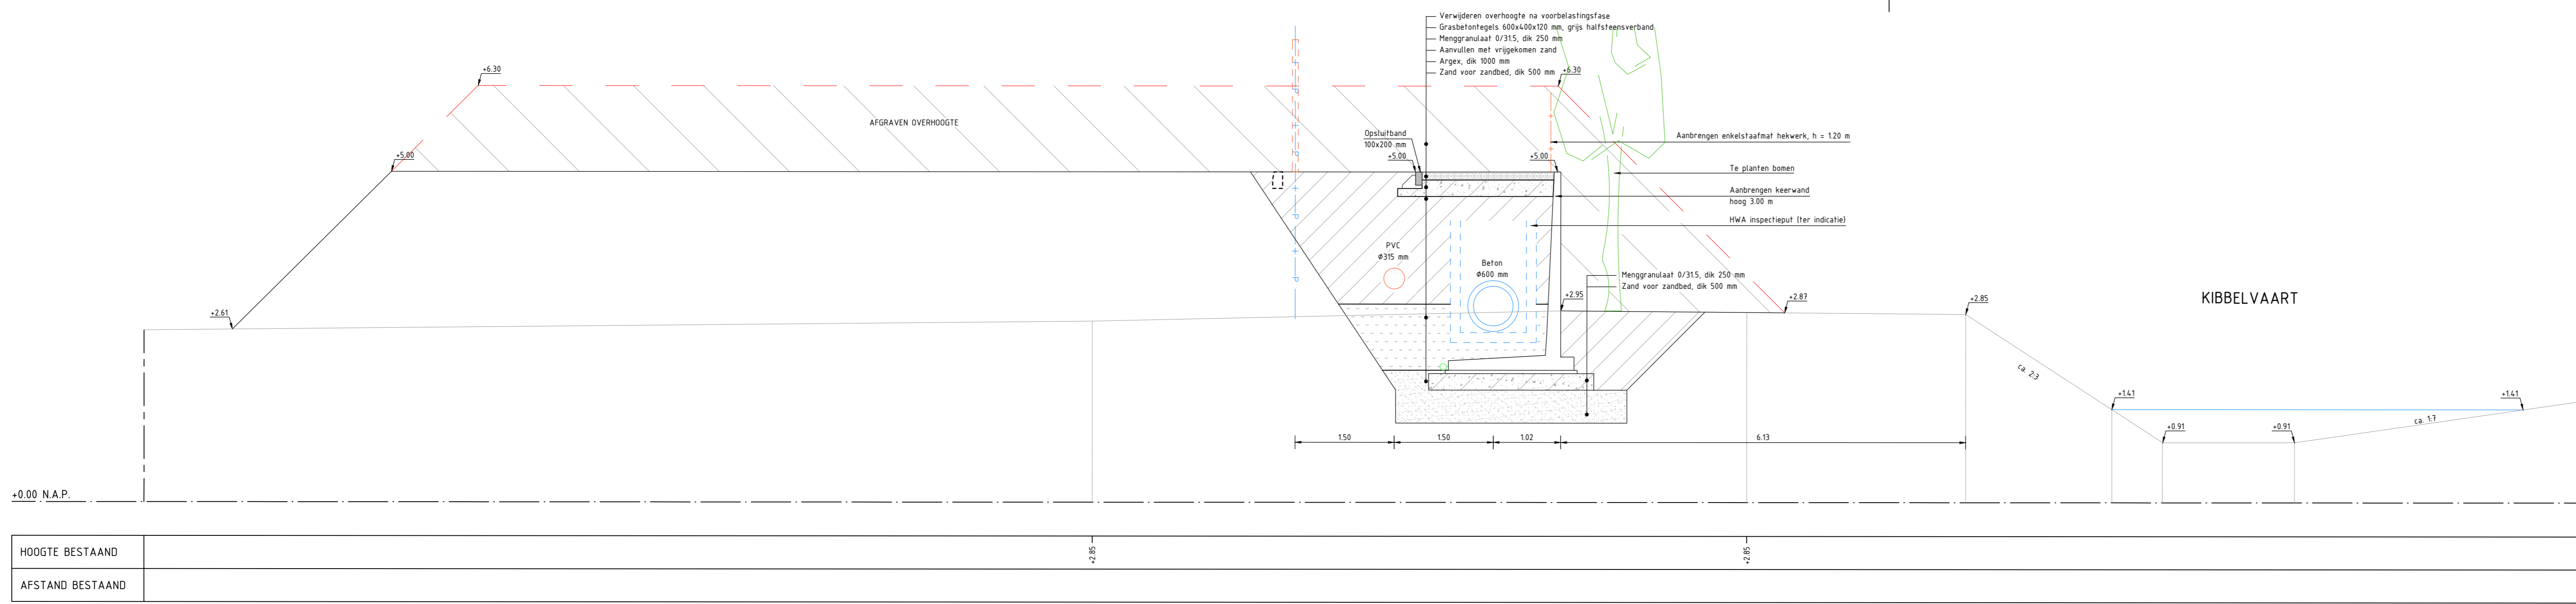 Verwijderen overhoogte na voorbelastingsfase
Grasbetontegels 600x400x120 mm, grijs halfsteensverband
Menggranulaat 0/31.5, dik 250 mm
Aanvullen met vrijgekomen zand
Argex, dik 1000 mm
Zand voor zandbed, dik 500 mm
+6.30
+6.30
AFGRAVEN OVERHOOGTE
Opsluitband
100x200 mm
+5.00
+5.00
+5.00
Aanbrengen enkelstaafmat hekwerk, h = 1.20 m
Te planten bomen
Aanbrengen keerwand
hoog 3.00 m
HWA inspectieput (ter indicatie)
PVC
Ø315 mm
Beton
Ø600 mm
Menggranulaat 0/31.5, dik 250 mm
Zand voor zandbed, dik 500 mm
+2.61
+2.95
+2.87
+2.85
KIBBELVAART
ca. 2:3
+1.41
+1.41
ca. 1:7
+0.91
+0.91
1.50
1.50
1.02
6.13
+0.00 N.A.P.
HOOGTE BESTAAND
+2.85
+2.85
AFSTAND BESTAAND